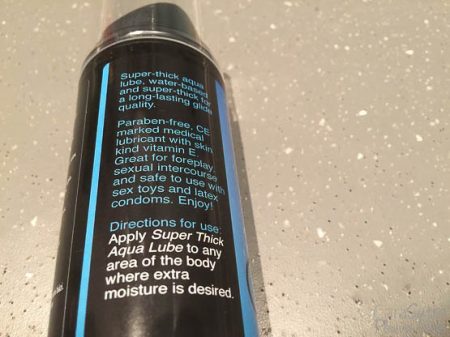 Super-thick aqua
lube, water-based
and super-thick for
a long-lasting glide
quality.
Paraben-free, CE
marked medical
lubricant with skin
kind vitamin E.
Great for foreplay,
sexual intercourse
and safe to use with
sex toys and latex
condoms. Enjoy!
Directions for use:
Apply Super Thick
Aqua Lube to any
area of the body
where extra
moisture is desired.